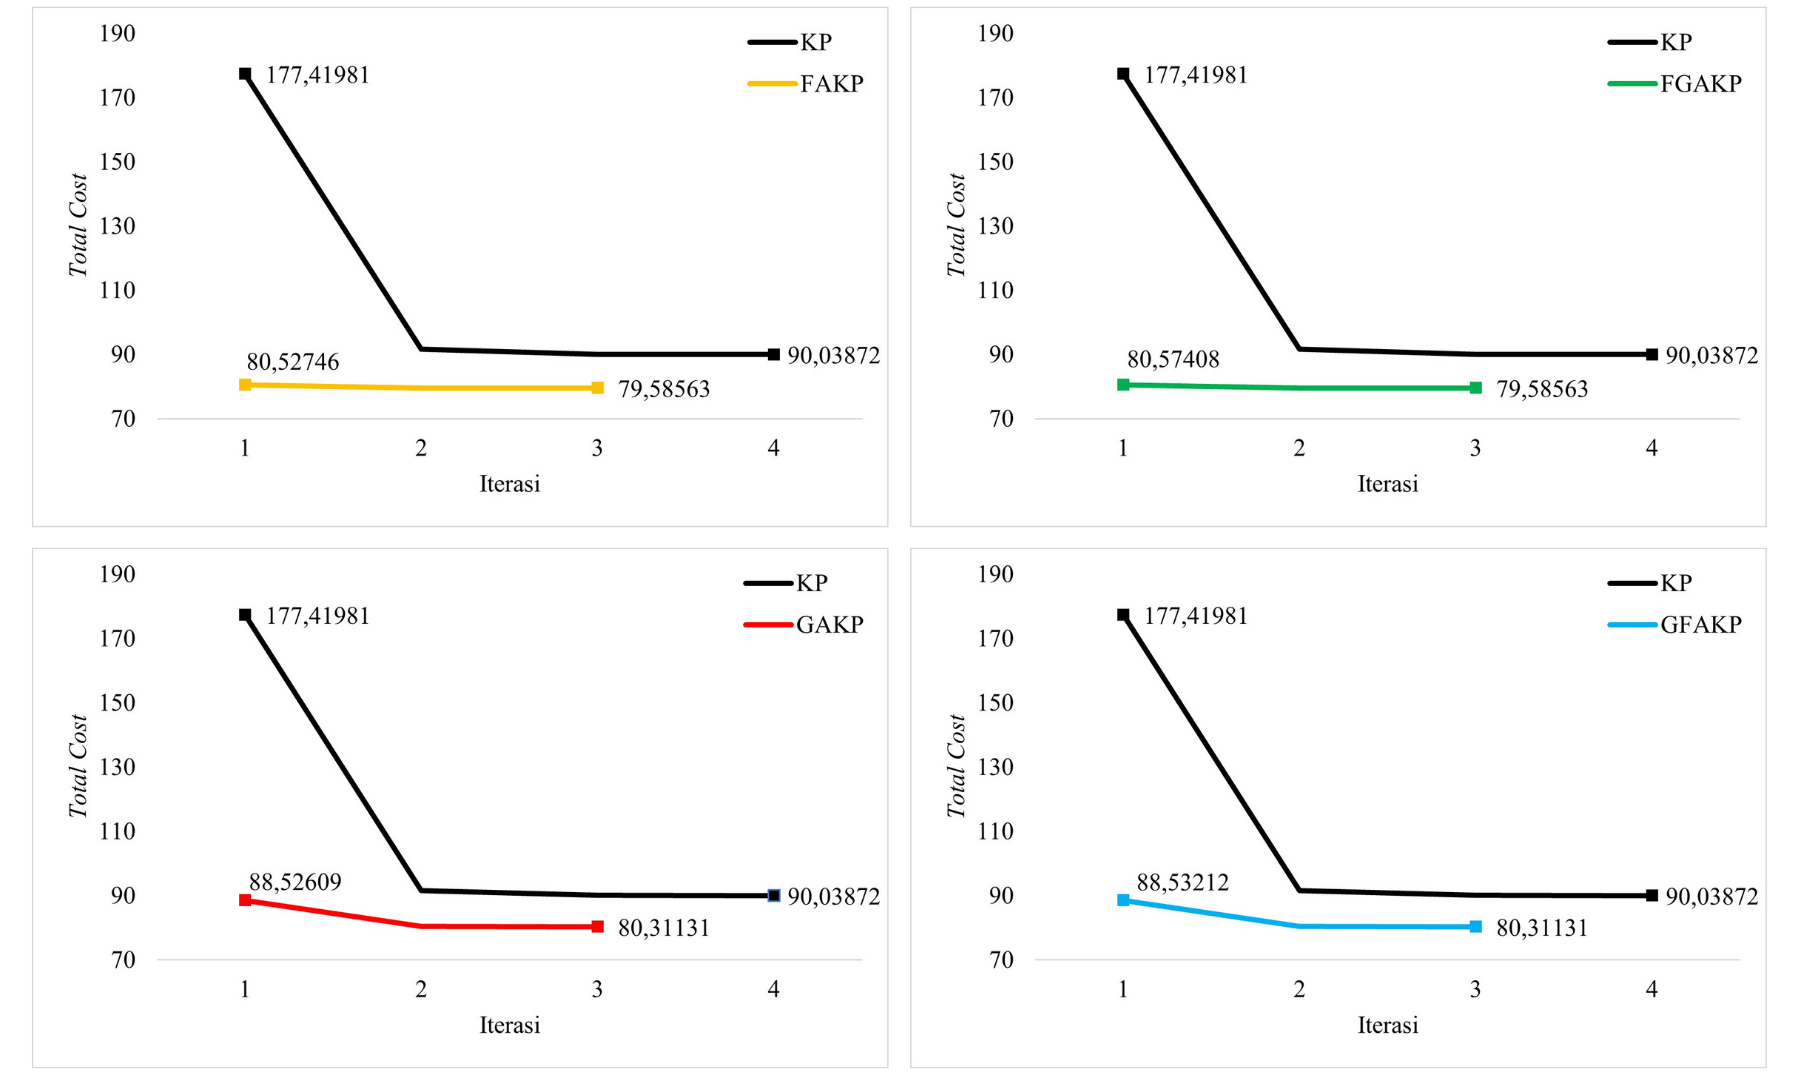 190
170
150
130
110
90
70
Total Cost
KP
FAKP
177,41981
80,52746
90,03872
79,58563
1 2 3 4
Iterasi
190
170
150
130
110
90
70
Total Cost
KP
FGAKP
177,41981
80,57408
90,03872
79,58563
1 2 3 4
Iterasi
190
170
150
130
110
90
70
Total Cost
KP
GAKP
177,41981
88,52609
90,03872
80,31131
1 2 3 4
Iterasi
190
170
150
130
110
90
70
Total Cost
KP
GFAKP
177,41981
88,53212
90,03872
80,31131
1 2 3 4
Iterasi